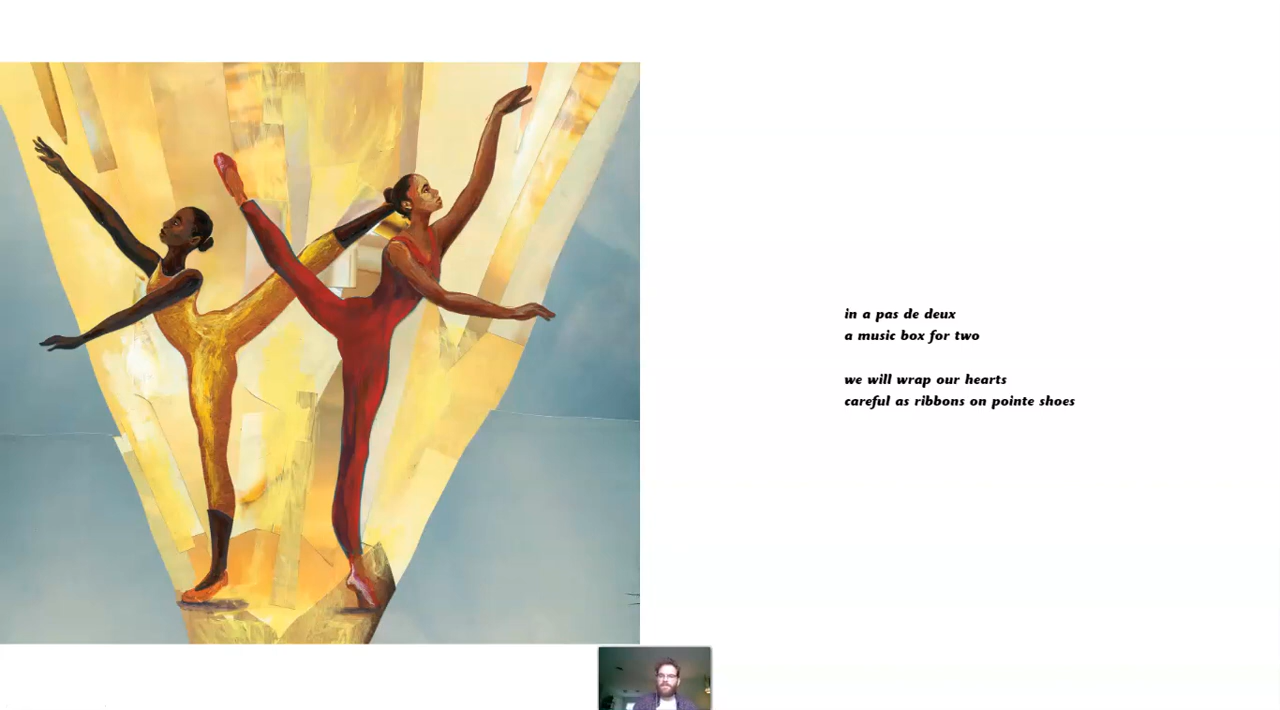 in a pas de deux
a music box for two
we will wrap our hearts
careful as ribbons on pointe shoes